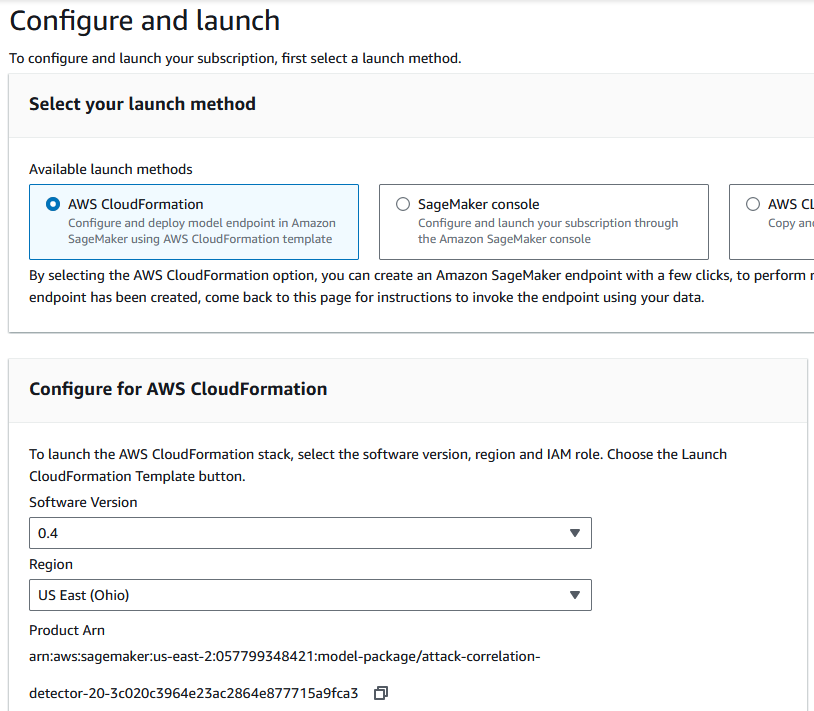 Configure and launch
To configure and launch your subscription, first select a launch method.
Select your launch method
Available launch methods
AWS CloudFormation
Configure and deploy model endpoint in Amazon
SageMaker using AWS CloudFormation template
SageMaker console
Configure and launch your subscription through
the Amazon SageMaker console
AWS CL
Copy and
By selecting the AWS CloudFormation option, you can create an Amazon SageMaker endpoint with a few clicks, to perform
endpoint has been created, come back to this page for instructions to invoke the endpoint using your data.
Configure for AWS CloudFormation
To launch the AWS CloudFormation stack, select the software version, region and IAM role. Choose the Launch
CloudFormation Template button.
Software Version
0.4
Region
US East (Ohio)
Product Arn
arn:aws:sagemaker:us-east-2:057799348421:model-package/attack-correlation-
detector-20-3c020c3964e23ac2864e877715a9fca3